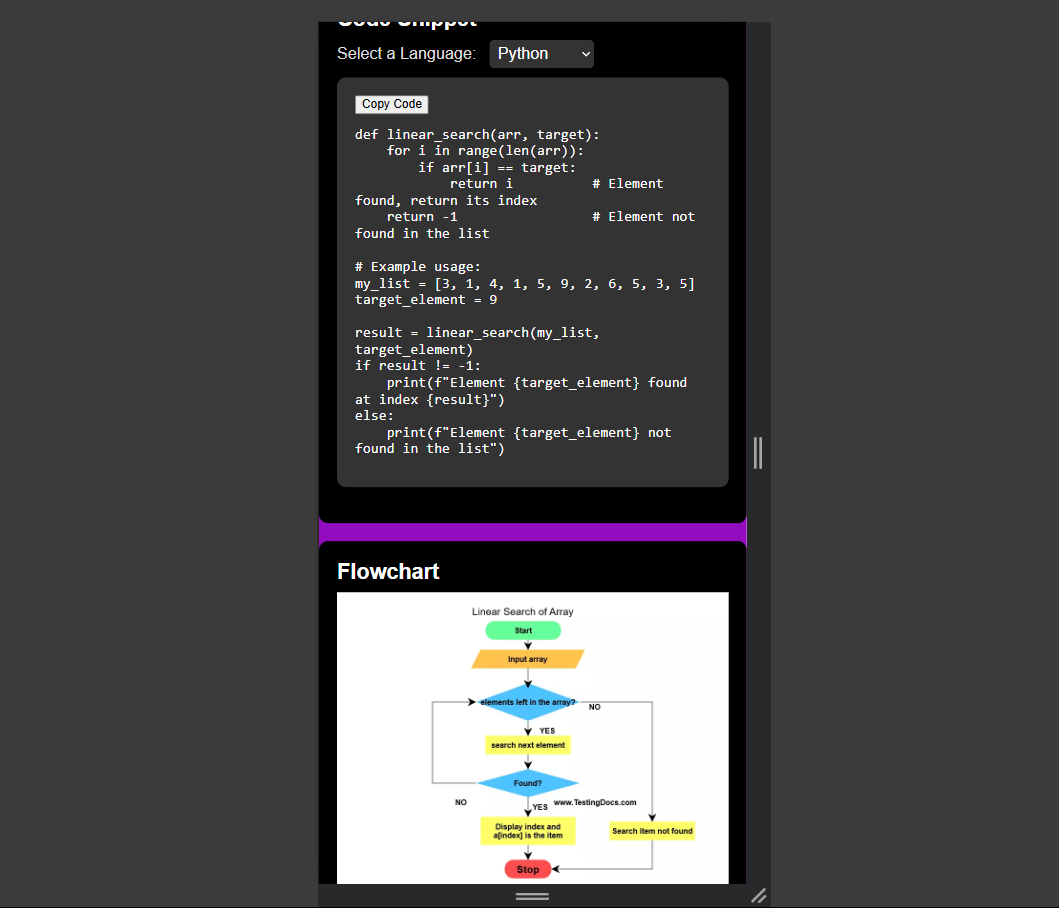 Code Snippet
Select a Language: Python
Copy Code
def linear_search(arr, target):
    for i in range(len(arr)):
        if arr[i] == target:
            return i          # Element
found, return its index
    return -1                 # Element not
found in the list
# Example usage:
my_list = [3, 1, 4, 1, 5, 9, 2, 6, 5, 3, 5]
target_element = 9
result = linear_search(my_list,
target_element)
if result != -1:
    print(f"Element {target_element} found
at index {result}")
else:
    print(f"Element {target_element} not
found in the list")
Flowchart
Linear Search of Array
Start
Input array
elements left in the array?
NO
YES
search next element
Found?
NO
YES
www.TestingDocs.com
Display index and
a[index] is the item
Search item not found
Stop